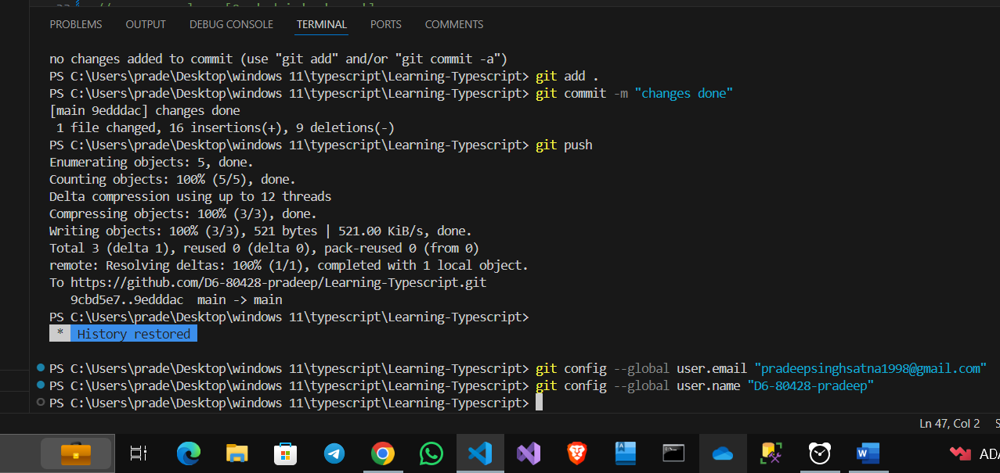 PROBLEMS OUTPUT DEBUG CONSOLE TERMINAL PORTS COMMENTS
no changes added to commit (use "git add" and/or "git commit -a")
PS C:\Users\prade\Desktop\windows 11\typescript\Learning-Typescript> git add .
PS C:\Users\prade\Desktop\windows 11\typescript\Learning-Typescript> git commit -m "changes done"
[main 9edddac] changes done
1 file changed, 16 insertions(+), 9 deletions(-)
PS C:\Users\prade\Desktop\windows 11\typescript\Learning-Typescript> git push
Enumerating objects: 5, done.
Counting objects: 100% (5/5), done.
Delta compression using up to 12 threads
Compressing objects: 100% (3/3), done.
Writing objects: 100% (3/3), 521 bytes | 521.00 KiB/s, done.
Total 3 (delta 1), reused 0 (delta 0), pack-reused 0 (from 0)
remote: Resolving deltas: 100% (1/1), completed with 1 local object.
To https://github.com/D6-80428-pradeep/Learning-Typescript.git
9cbd5e7..9edddac main -> main
PS C:\Users\prade\Desktop\windows 11\typescript\Learning-Typescript>
* History restored
PS C:\Users\prade\Desktop\windows 11\typescript\Learning-Typescript> git config --global user.email "pradeepsinghsatna1998@gmail.com"
PS C:\Users\prade\Desktop\windows 11\typescript\Learning-Typescript> git config --global user.name "D6-80428-pradeep"
PS C:\Users\prade\Desktop\windows 11\typescript\Learning-Typescript>
Ln 47, Col 2